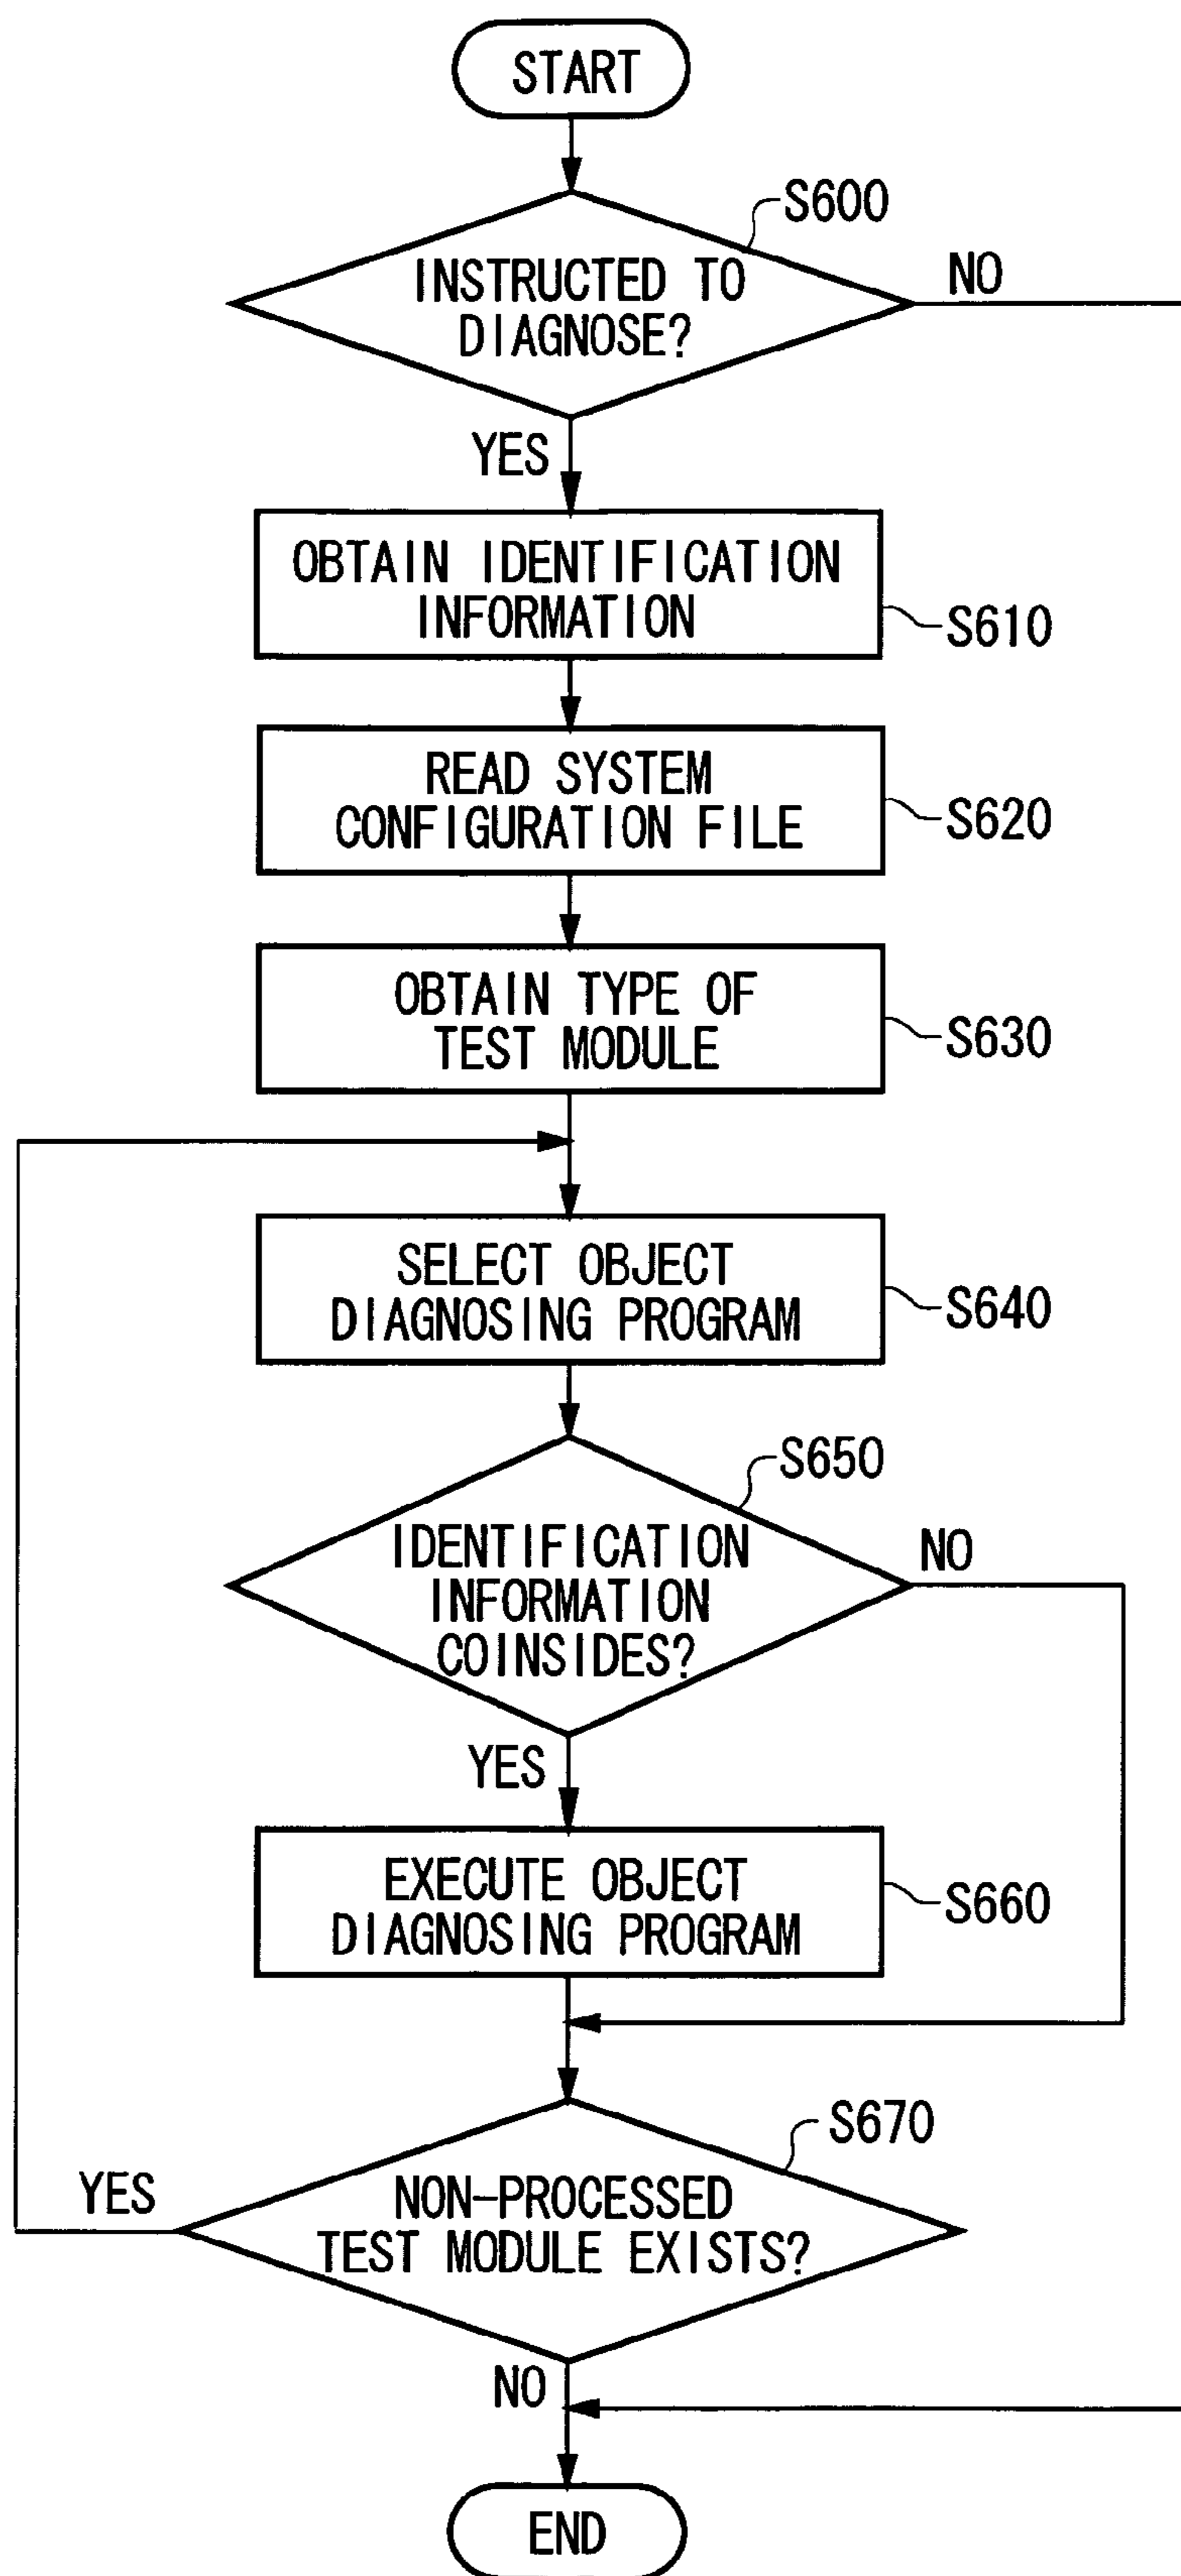 START
S600
INSTRUCTED TO
DIAGNOSE?
NO
YES
OBTAIN IDENTIFICATION
INFORMATION
S610
READ SYSTEM
CONFIGURATION FILE
S620
OBTAIN TYPE OF
TEST MODULE
S630
SELECT OBJECT
DIAGNOSING PROGRAM
S640
S650
IDENTIFICATION
INFORMATION
COINSIDES?
NO
YES
EXECUTE OBJECT
DIAGNOSING PROGRAM
S660
S670
NON-PROCESSED
TEST MODULE EXISTS?
YES
NO
END